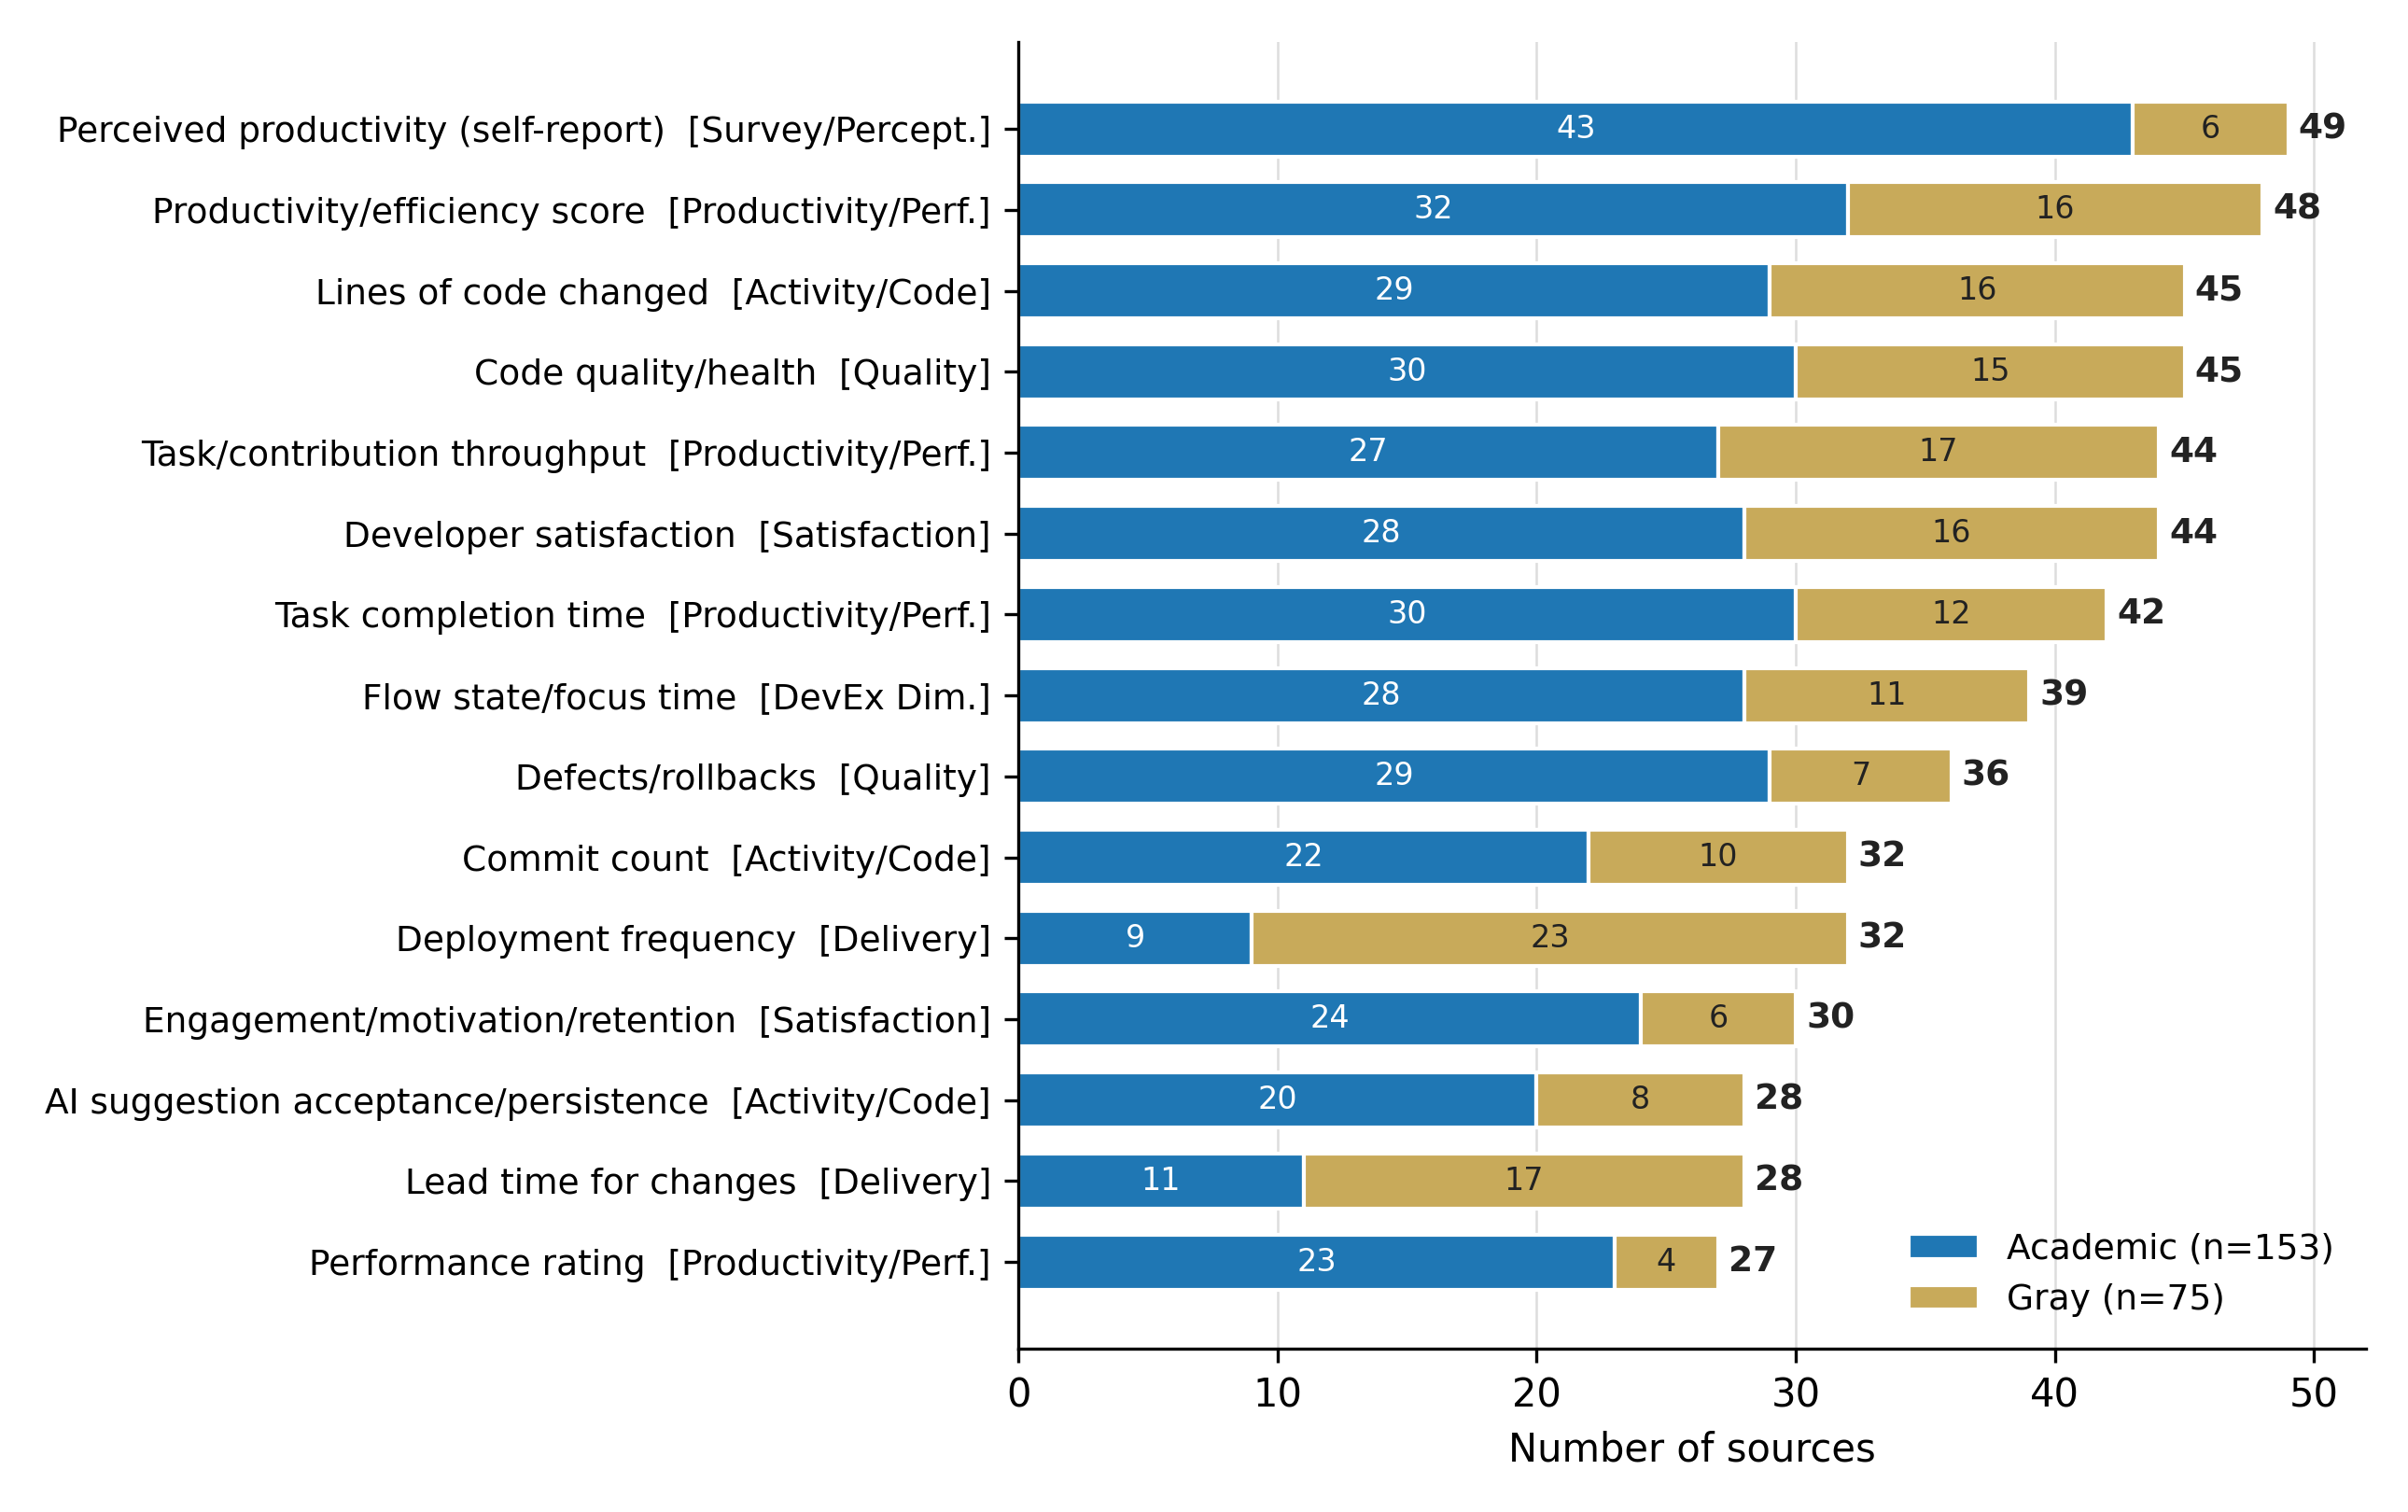 Perceived productivity (self-report)  [Survey/Percept.] 43 6 49
Productivity/efficiency score  [Productivity/Perf.] 32 16 48
Lines of code changed  [Activity/Code] 29 16 45
Code quality/health  [Quality] 30 15 45
Task/contribution throughput  [Productivity/Perf.] 27 17 44
Developer satisfaction  [Satisfaction] 28 16 44
Task completion time  [Productivity/Perf.] 30 12 42
Flow state/focus time  [DevEx Dim.] 28 11 39
Defects/rollbacks  [Quality] 29 7 36
Commit count  [Activity/Code] 22 10 32
Deployment frequency  [Delivery] 9 23 32
Engagement/motivation/retention  [Satisfaction] 24 6 30
AI suggestion acceptance/persistence  [Activity/Code] 20 8 28
Lead time for changes  [Delivery] 11 17 28
Performance rating  [Productivity/Perf.] 23 4 27
Academic (n=153)
Gray (n=75)
0 10 20 30 40 50
Number of sources